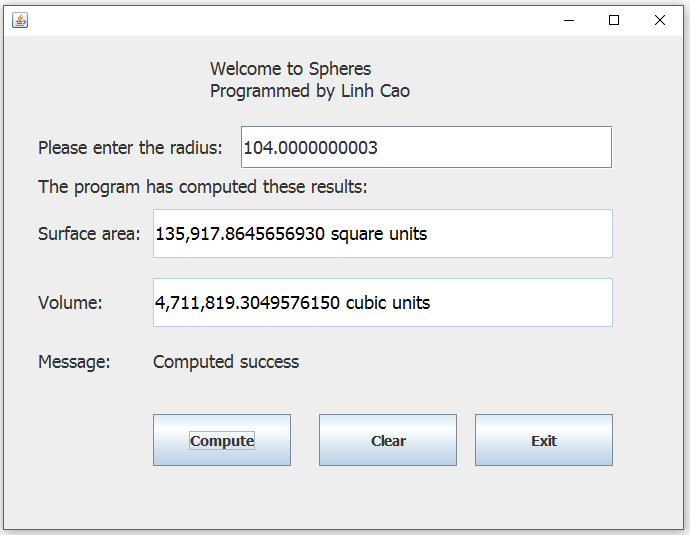 Welcome to Spheres
Programmed by Linh Cao
Please enter the radius: 104.0000000003
The program has computed these results:
Surface area: 135,917.8645656930 square units
Volume: 4,711,819.3049576150 cubic units
Message: Computed success
Compute Clear Exit